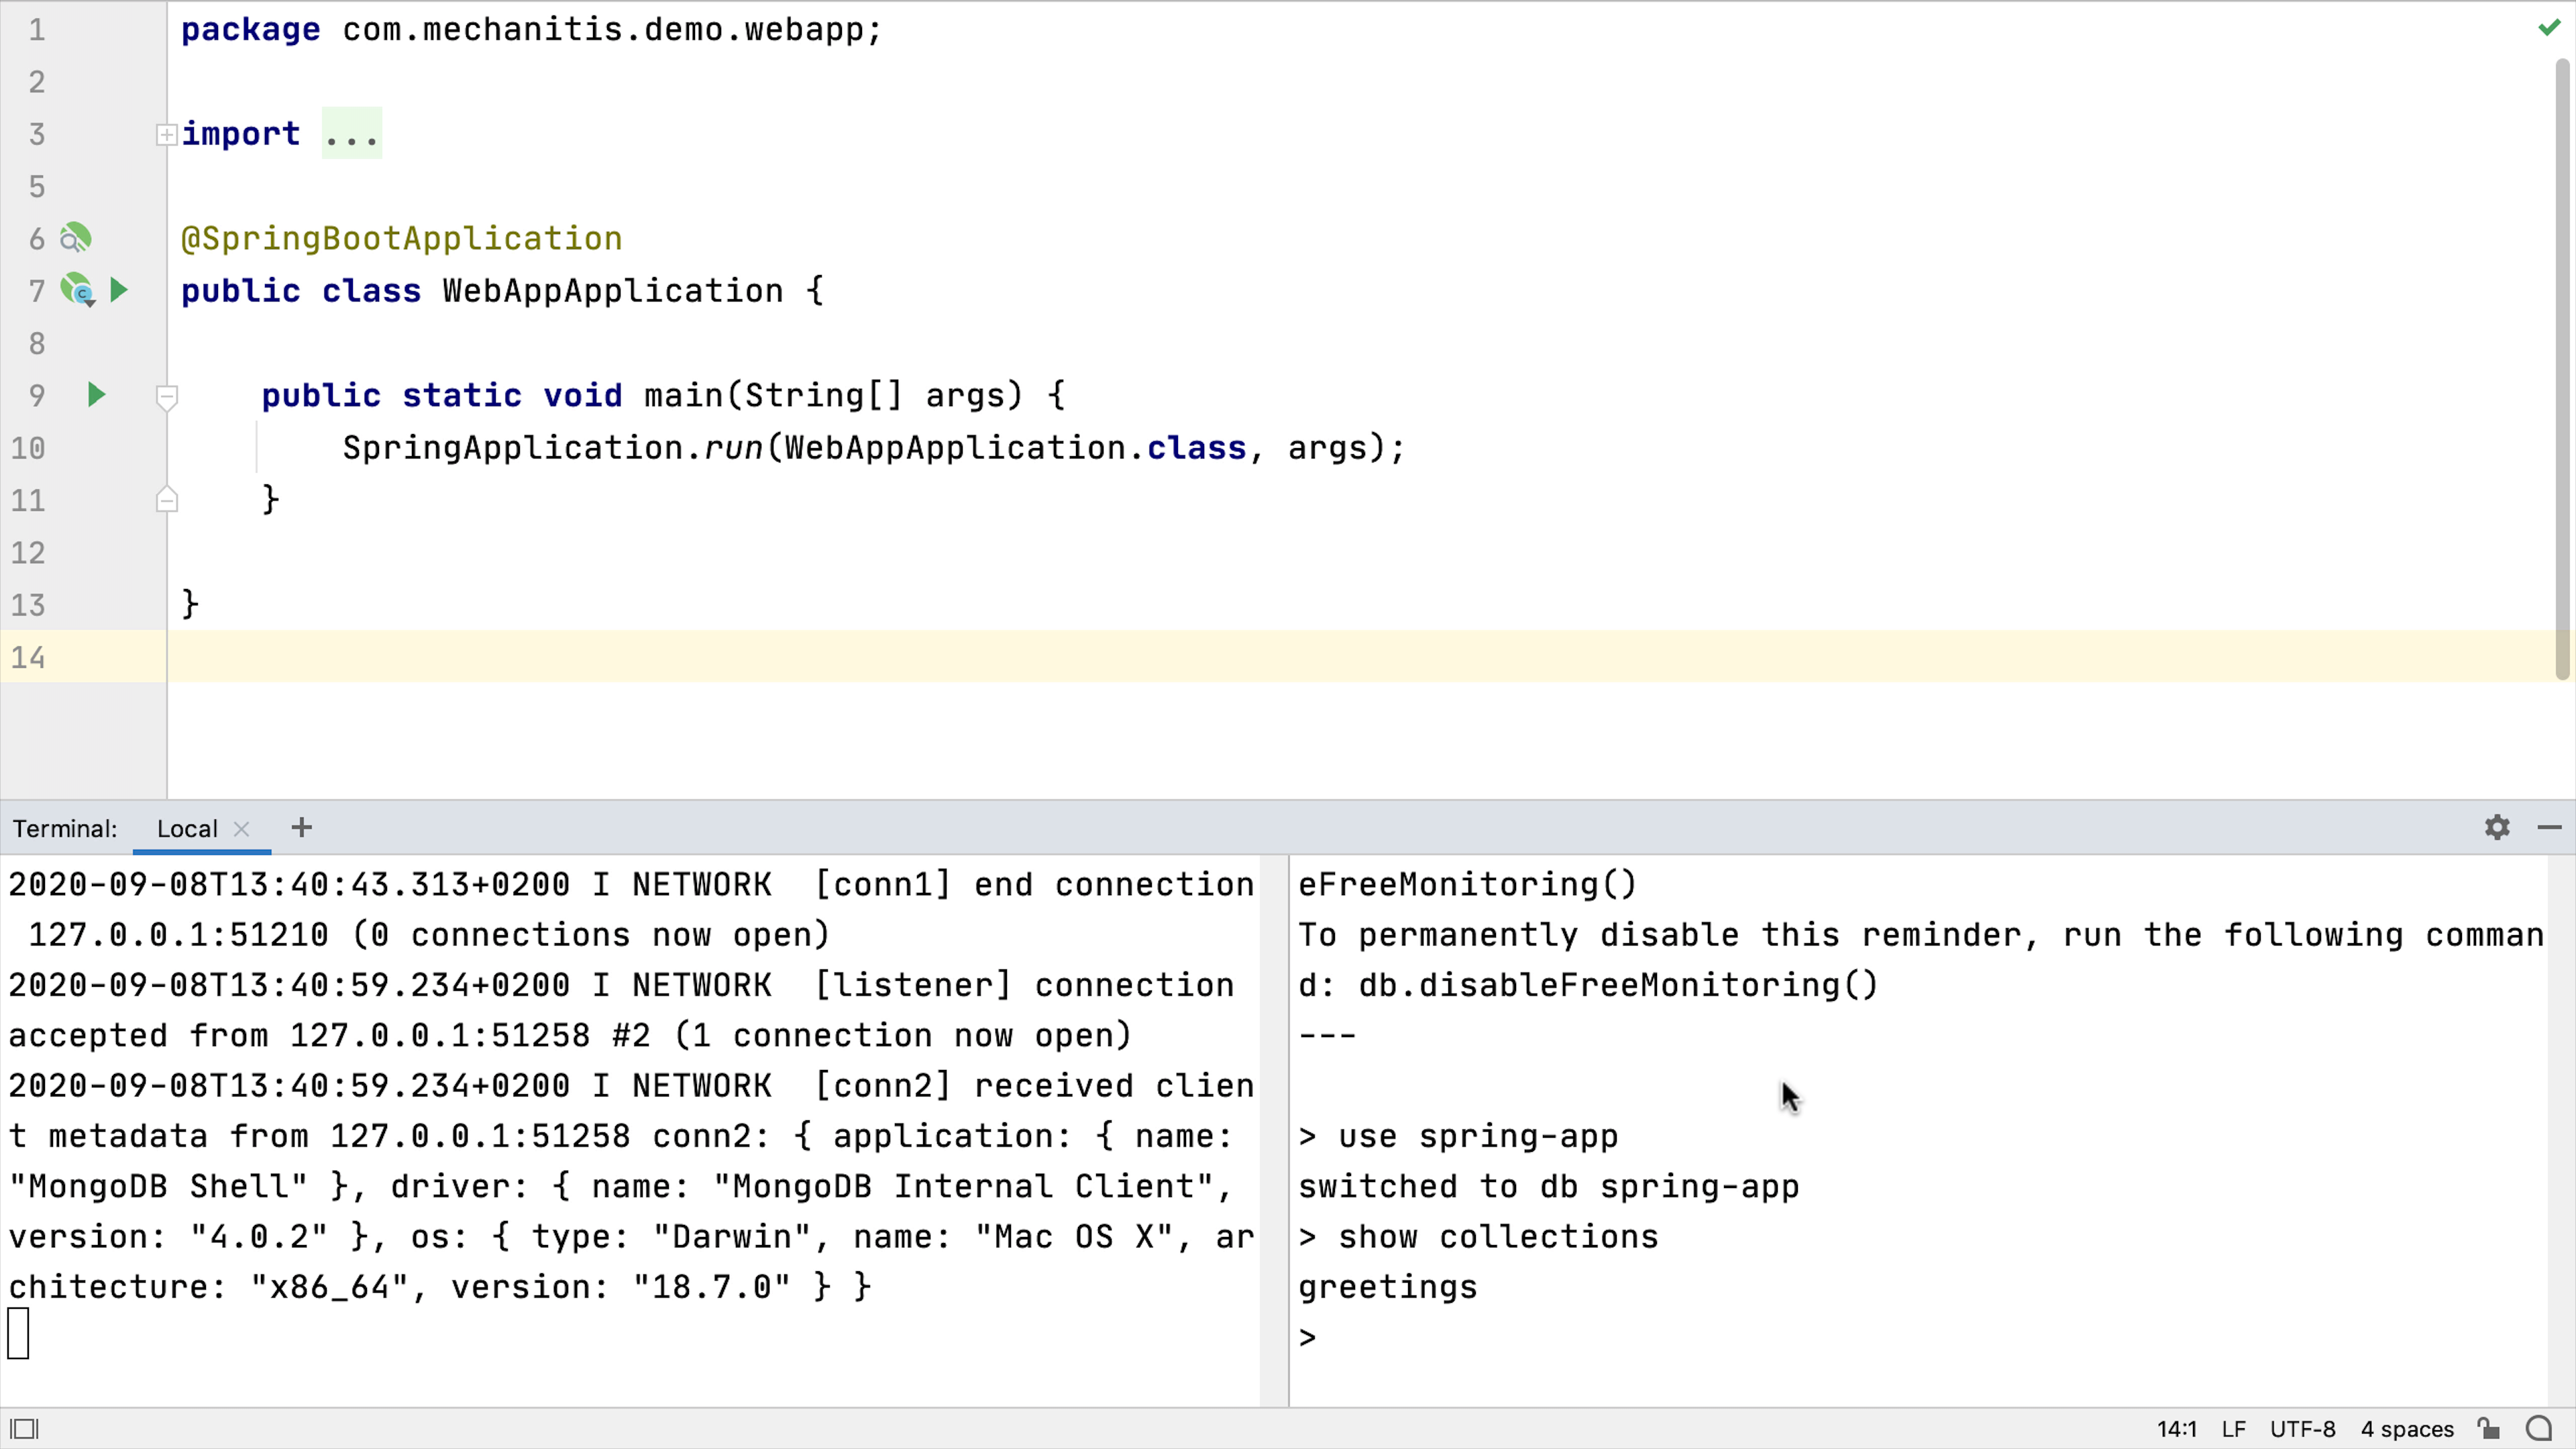 1 package com.mechanitis.demo.webapp;
2
3 import ...
5
6 @SpringBootApplication
7 public class WebAppApplication {
8
9 public static void main(String[] args) {
10 SpringApplication.run(WebAppApplication.class, args);
11 }
12
13 }
14
Terminal: Local
2020-09-08T13:40:43.313+0200 I NETWORK  [conn1] end connection
127.0.0.1:51210 (0 connections now open)
2020-09-08T13:40:59.234+0200 I NETWORK  [listener] connection
accepted from 127.0.0.1:51258 #2 (1 connection now open)
2020-09-08T13:40:59.234+0200 I NETWORK  [conn2] received clien
t metadata from 127.0.0.1:51258 conn2: { application: { name:
"MongoDB Shell" }, driver: { name: "MongoDB Internal Client",
version: "4.0.2" }, os: { type: "Darwin", name: "Mac OS X", ar
chitecture: "x86_64", version: "18.7.0" } }
eFreeMonitoring()
To permanently disable this reminder, run the following comman
d: db.disableFreeMonitoring()
---
> use spring-app
switched to db spring-app
> show collections
greetings
>
14:1 LF UTF-8 4 spaces